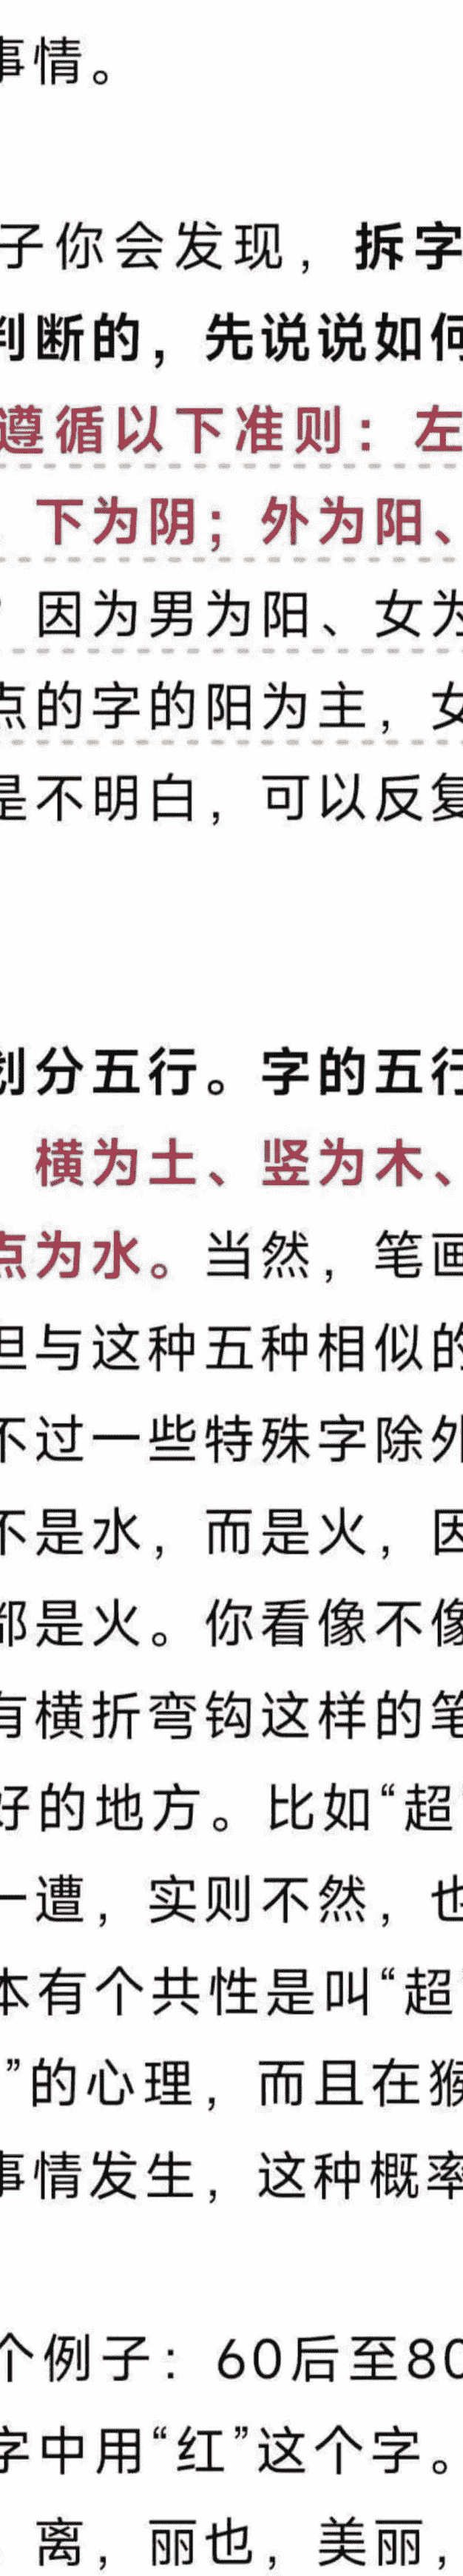 事情。
子你会发现，拆字
判断的，先说说如何
遵循以下准则：左
下为阴；外为阳、
因为男为阳、女为
点的字的阳为主，女
是不明白，可以反复
划分五行。字的五行
横为土、竖为木、
点为水。当然，笔画
但与这种五种相似的
不过一些特殊字除外
不是水，而是火，因
都是火。你看像不像
有横折弯钩这样的笔
好的地方。比如“超”
一遭，实则不然，也
本有个共性是叫“超”
”的心理，而且在猴
事情发生，这种概率
个例子：60后至80
字中用“红”这个字。
离，丽也，美丽，